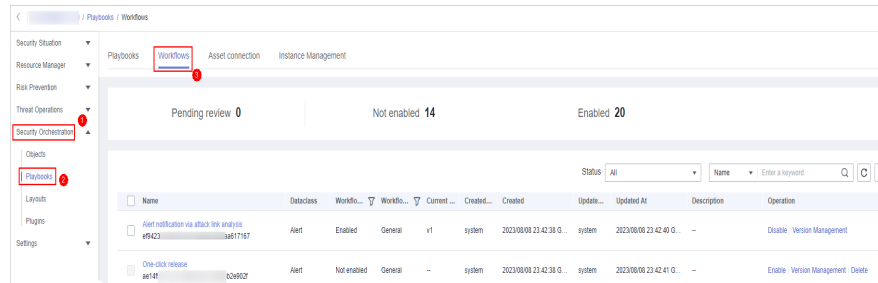 / Playbooks / Workflows
Security Situation
Resource Manager
Risk Prevention
Threat Operations
1
Security Orchestration
Objects
Playbooks 2
Layouts
Plugins
Settings
Playbooks Workflows Asset connection Instance Management
3
Pending review 0 Not enabled 14 Enabled 20
Status All Name Enter a keyword.
Name Dataclass Workflo... Workflo... Current ... Created... Created Update... Updated At Description Operation
Alert notification via attack link analysis
ef9423 aa617167
Alert Enabled General v1 system 2023/08/08 23:42:38 G... system 2023/08/08 23:42:40 G... -- Disable Version Management
One-click release
ae14f b2e902f
Alert Not enabled General -- system 2023/08/08 23:42:38 G... system 2023/08/08 23:42:41 G... -- Enable Version Management Delete